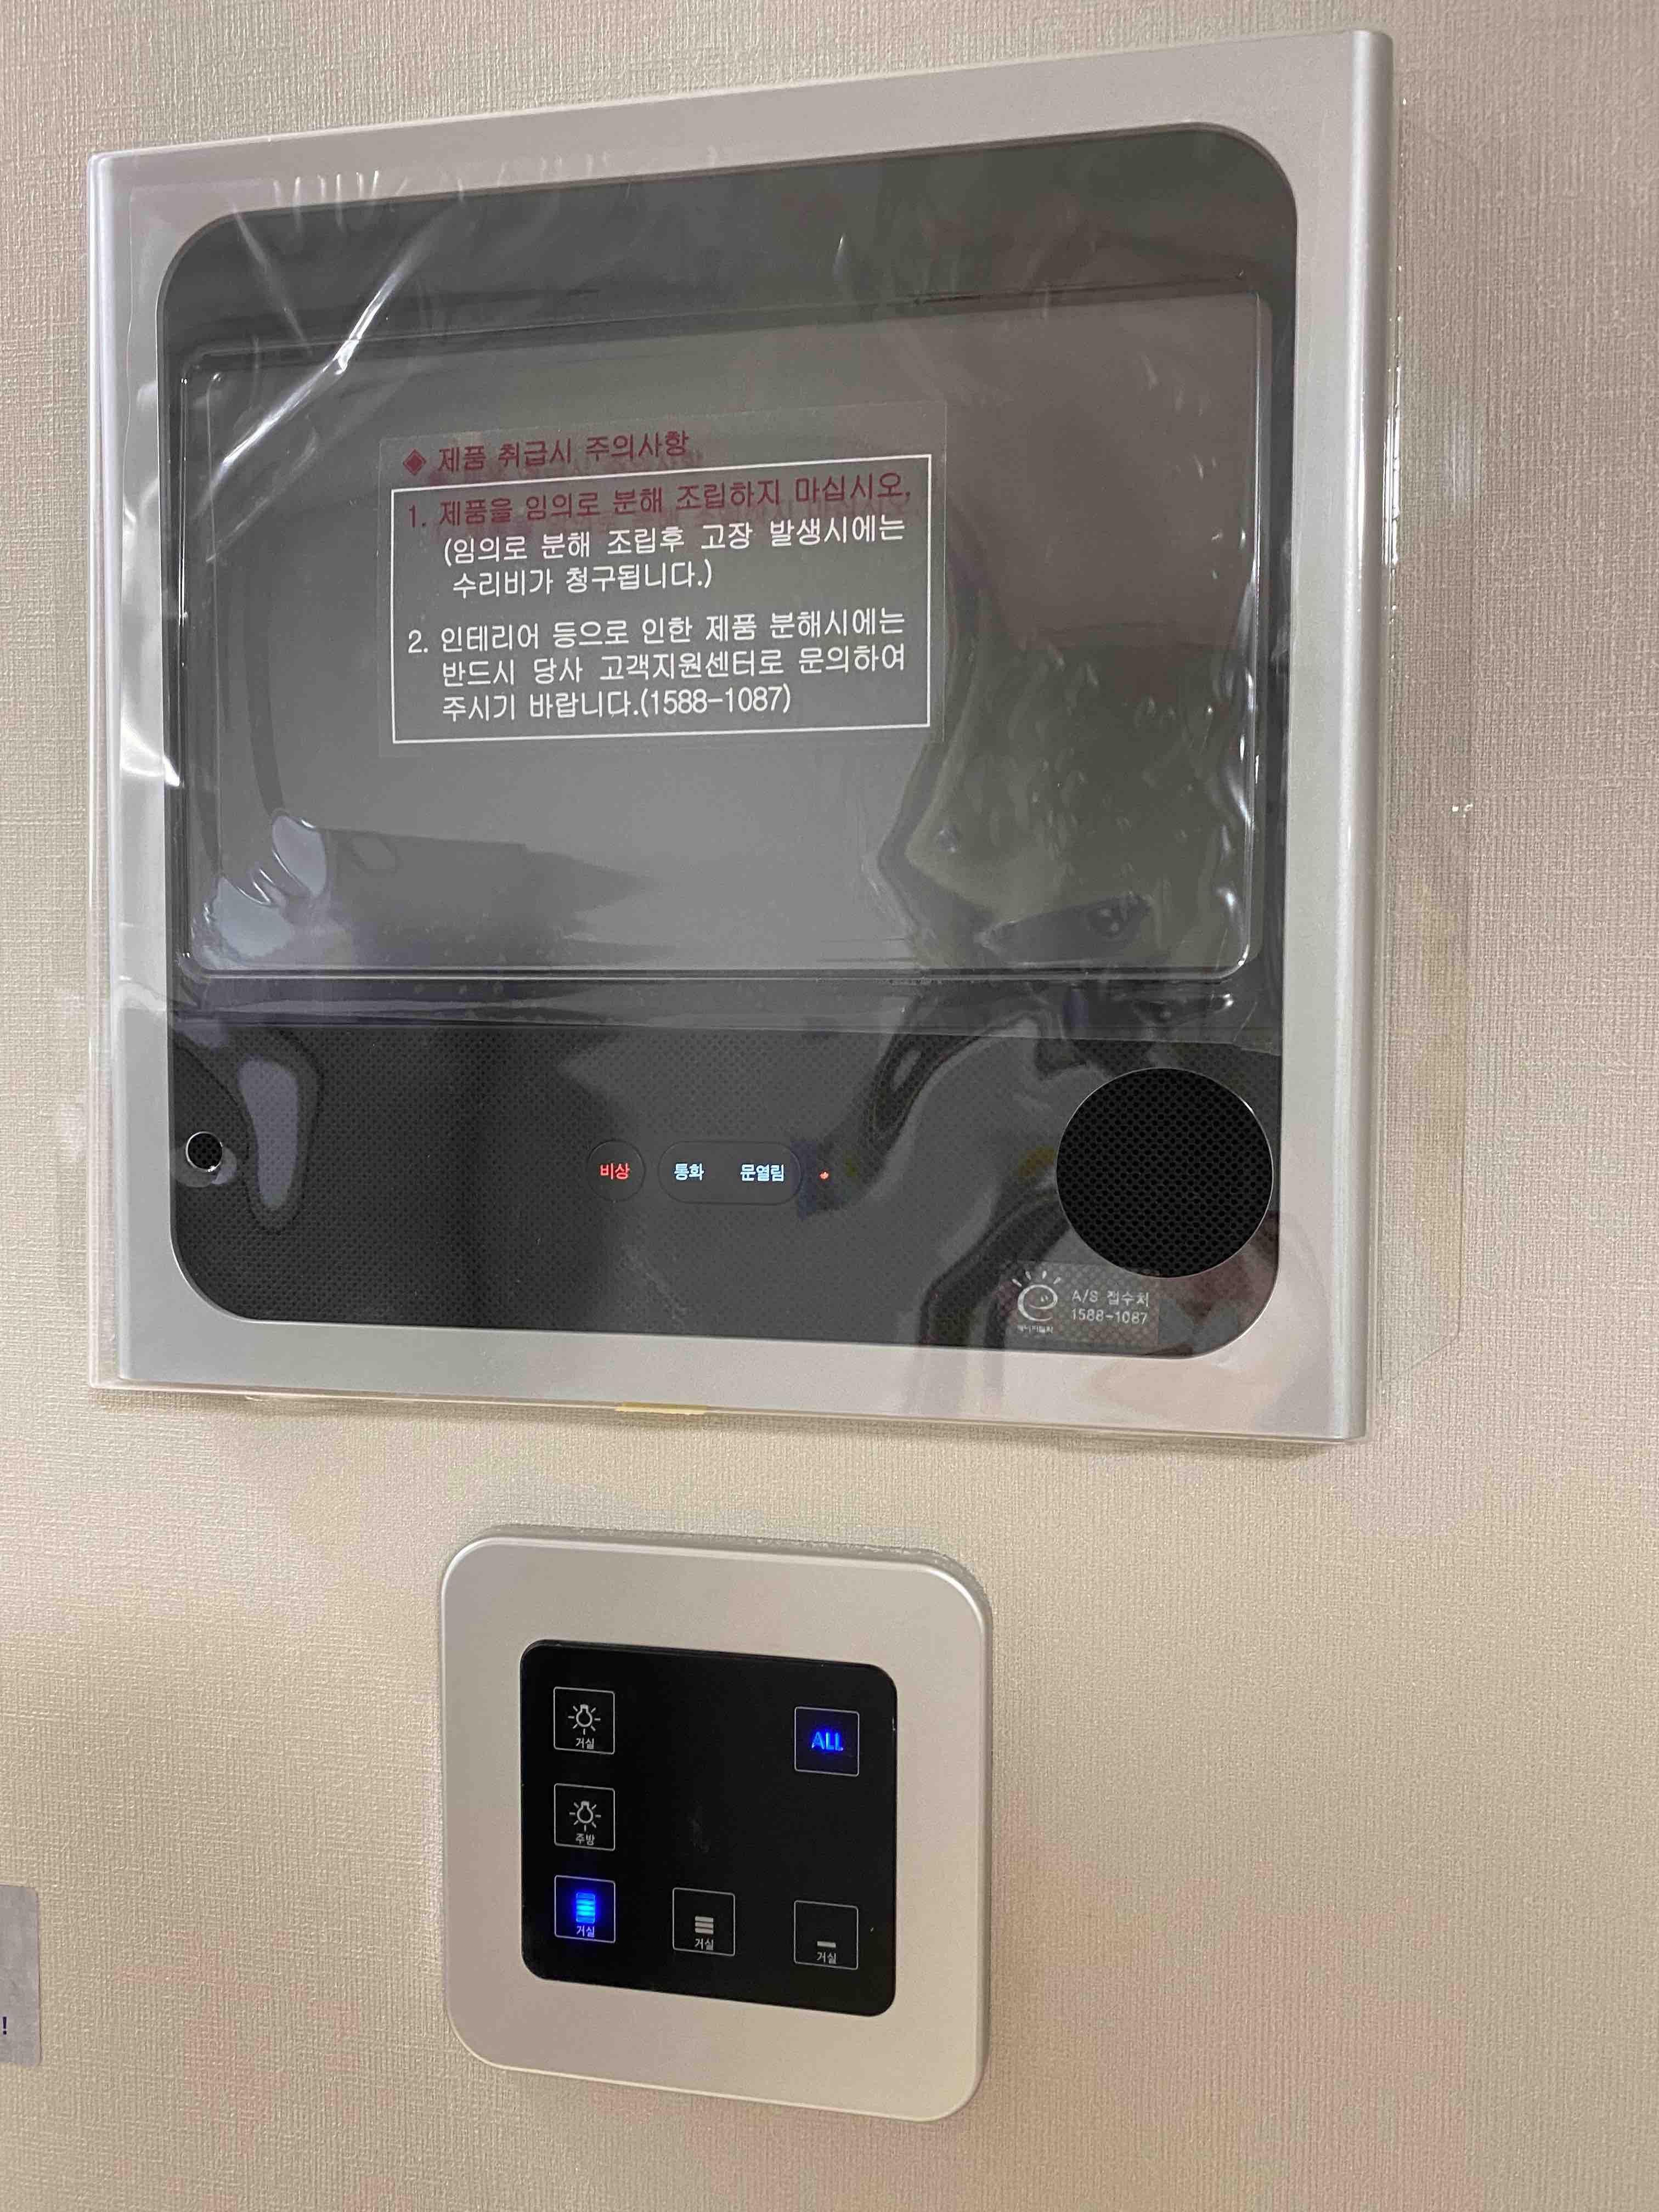 ◈ 제품 취급시 주의사항
1. 제품을 임의로 분해 조립하지 마십시오.
(임의로 분해 조립후 고장 발생시에는
수리비가 청구됩니다.)
2. 인테리어 등으로 인한 제품 분해시에는
반드시 당사 고객지원센터로 문의하여
주시기 바랍니다.(1588-1087)
비상 통화 문열림
A/S 접수처
1588-1087
거실 ALL
주방
거실 거실 거실
!